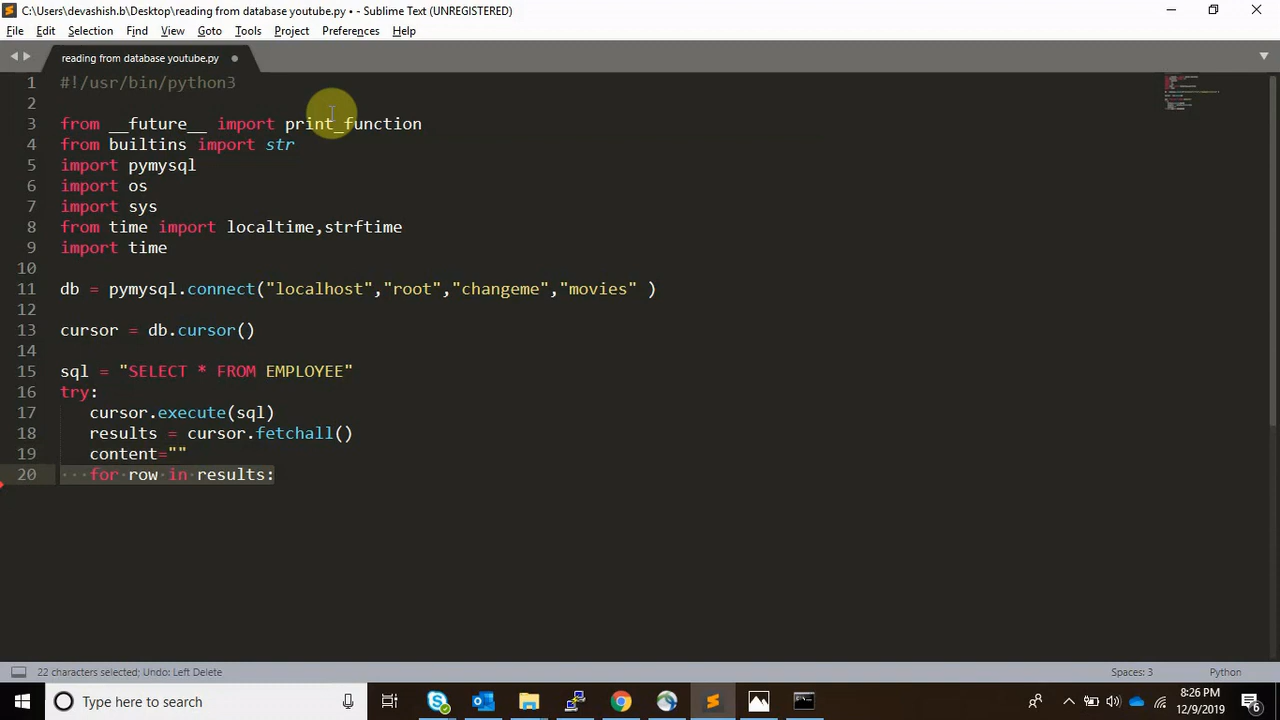 C:\Users\devashish.b\Desktop\reading from database youtube.py • - Sublime Text (UNREGISTERED)
File Edit Selection Find View Goto Tools Project Preferences Help
reading from database youtube.py
1 #!/usr/bin/python3
2
3 from __future__ import print_function
4 from builtins import str
5 import pymysql
6 import os
7 import sys
8 from time import localtime,strftime
9 import time
10
11 db = pymysql.connect("localhost","root","changeme","movies" )
12
13 cursor = db.cursor()
14
15 sql = "SELECT * FROM EMPLOYEE"
16 try:
17 cursor.execute(sql)
18 results = cursor.fetchall()
19 content=""
20 for row in results:
22 characters selected; Undo: Left Delete Spaces: 3 Python
Type here to search
8:26 PM
12/9/2019
6